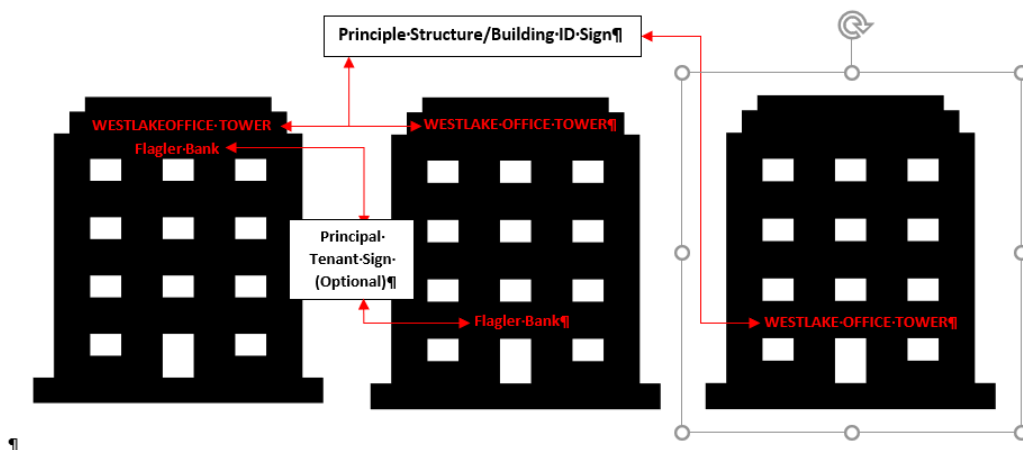 Principle·Structure/Building·ID·Sign¶
WESTLAKEOFFICE·TOWER
WESTLAKE·OFFICE·TOWER¶
Flagler·Bank
Principal·
Tenant·Sign·
(Optional)¶
Flagler·Bank¶
WESTLAKE·OFFICE·TOWER¶
¶